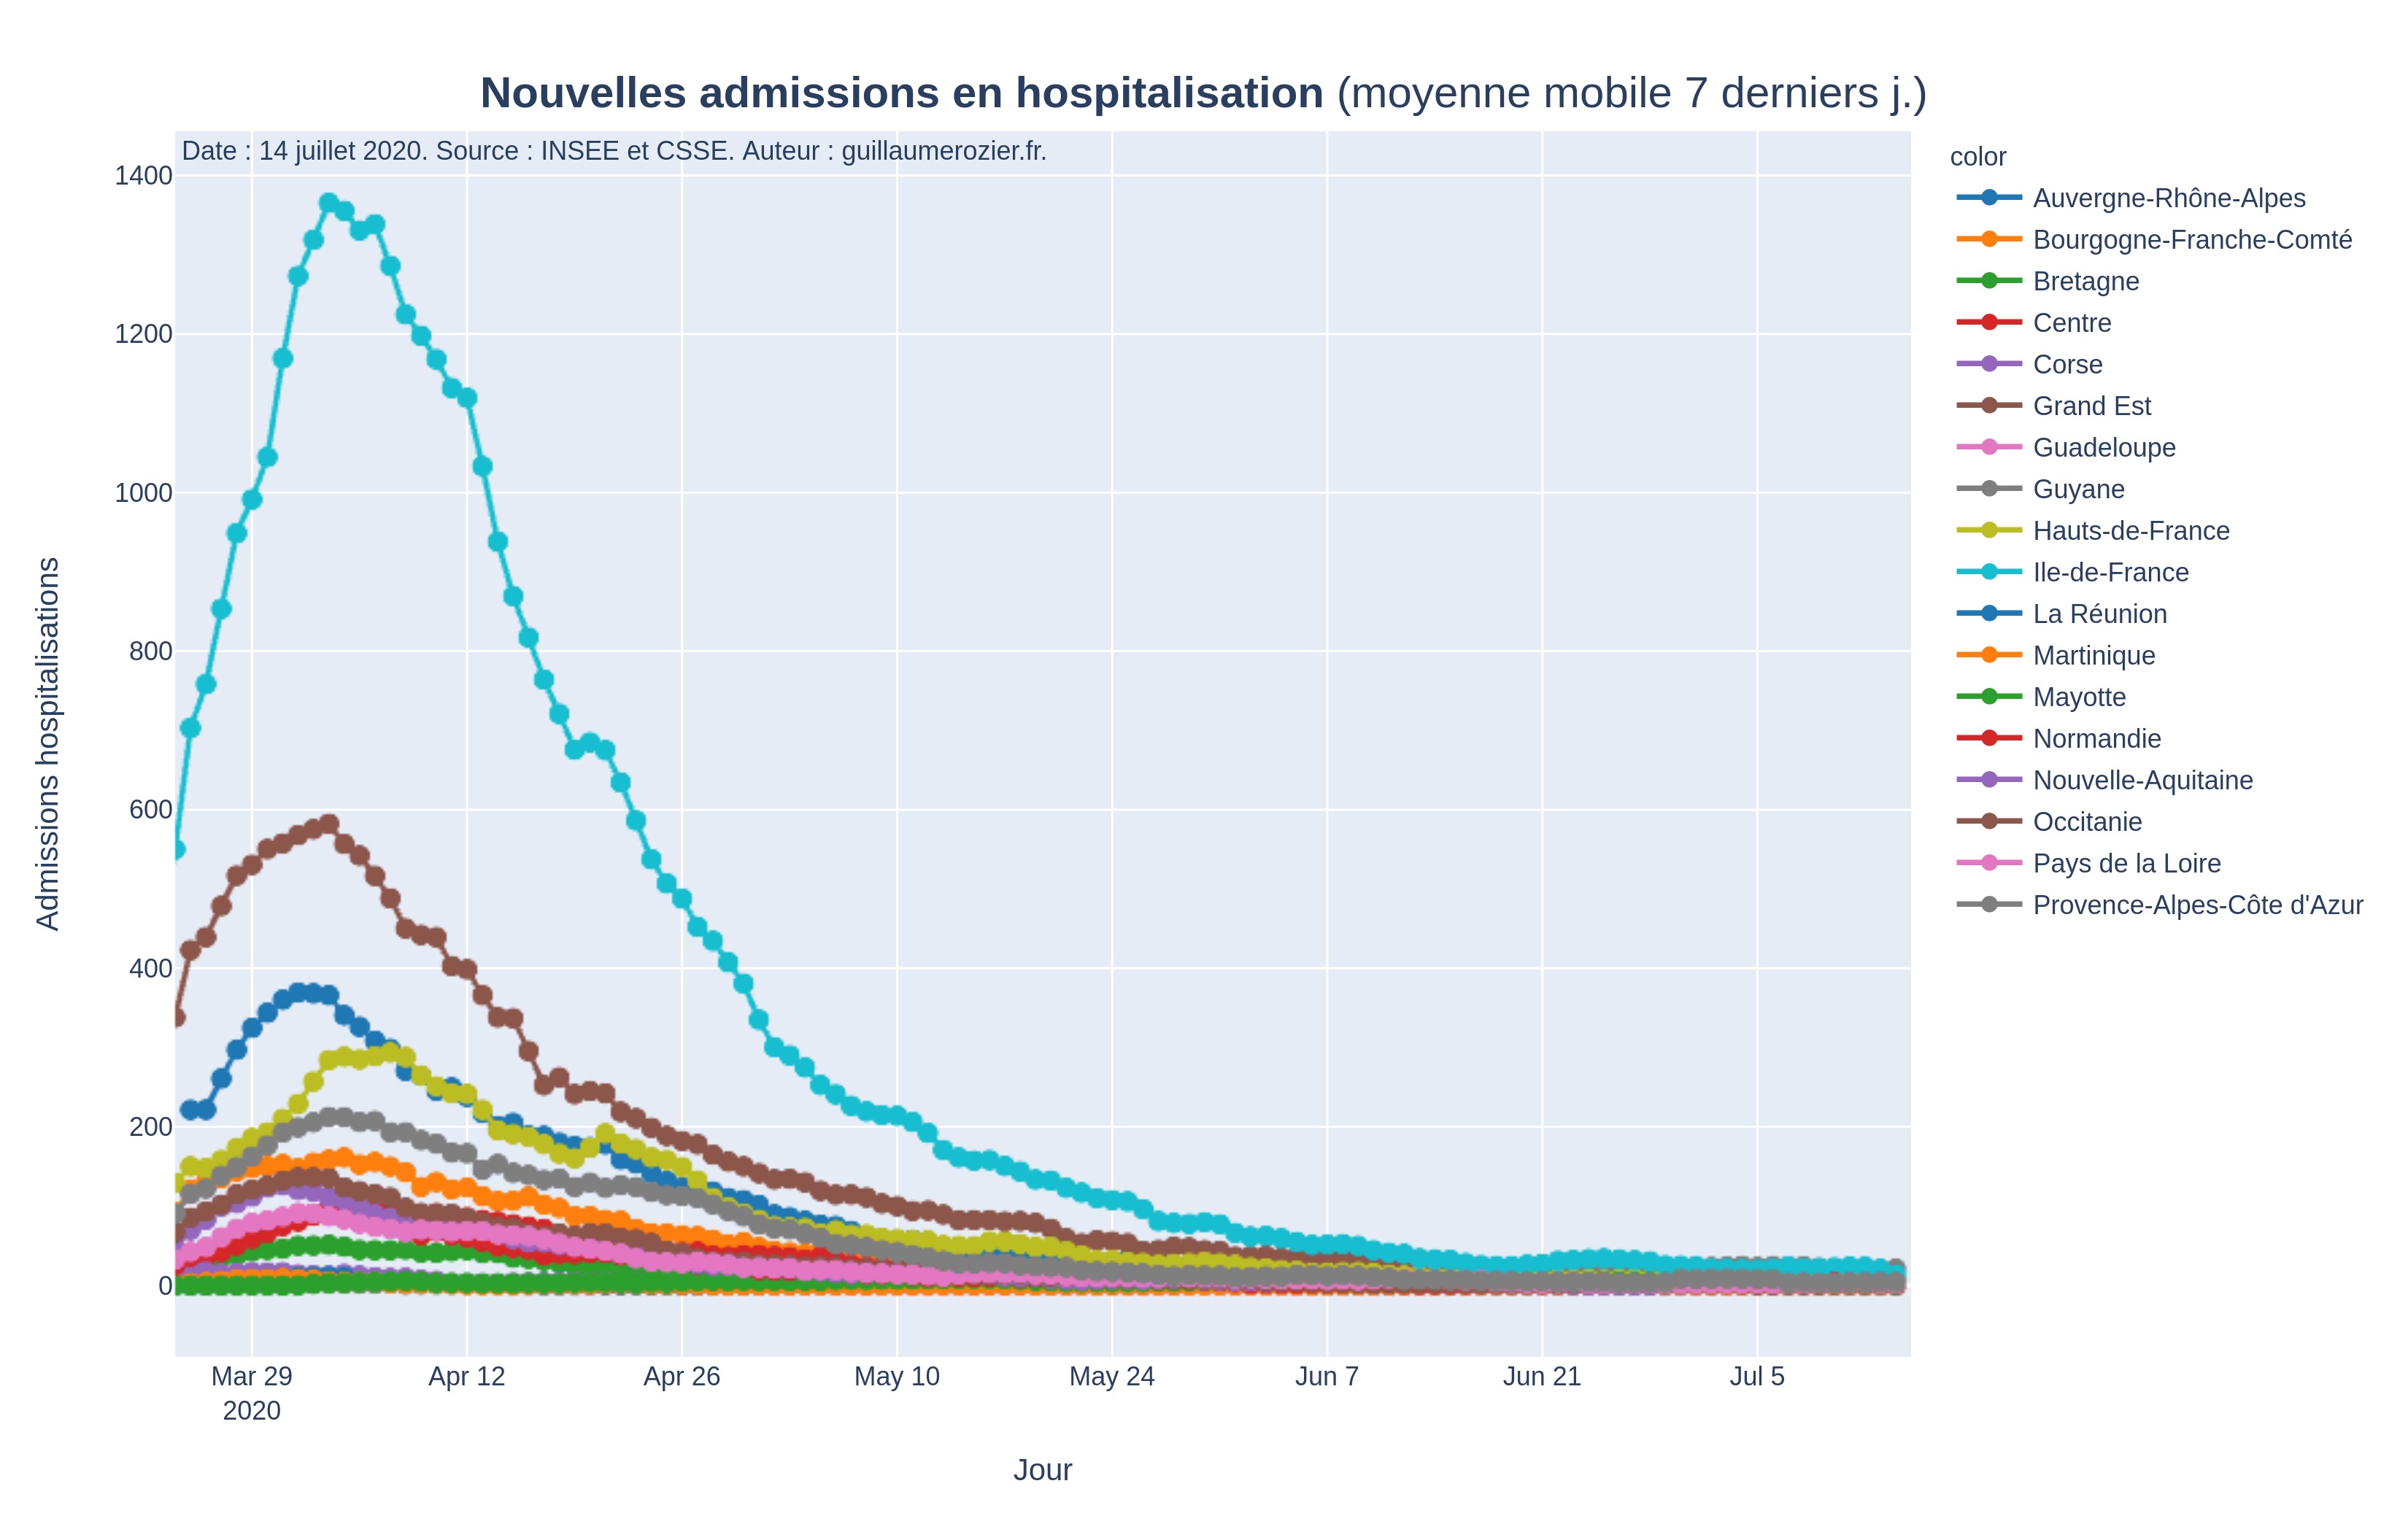 Nouvelles admissions en hospitalisation (moyenne mobile 7 derniers j.)
Date : 14 juillet 2020. Source : INSEE et CSSE. Auteur : guillaumerozier.fr.
1400
1200
1000
800
600
400
200
0
Admissions hospitalisations
Mar 29
2020
Apr 12
Apr 26
May 10
May 24
Jun 7
Jun 21
Jul 5
Jour
color
Auvergne-Rhône-Alpes
Bourgogne-Franche-Comté
Bretagne
Centre
Corse
Grand Est
Guadeloupe
Guyane
Hauts-de-France
Ile-de-France
La Réunion
Martinique
Mayotte
Normandie
Nouvelle-Aquitaine
Occitanie
Pays de la Loire
Provence-Alpes-Côte d'Azur